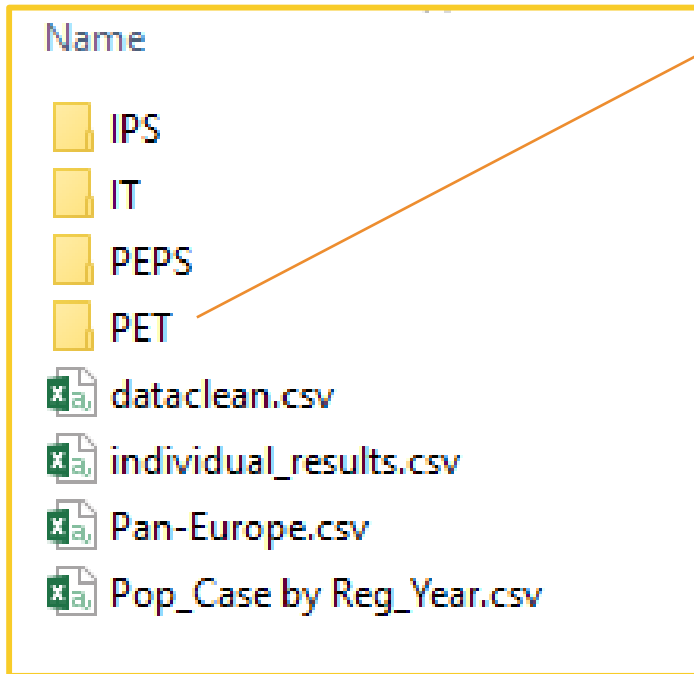 Name
IPS
IT
PEPS
PET
dataclean.csv
individual_results.csv
Pan-Europe.csv
Pop_Case by Reg_Year.csv